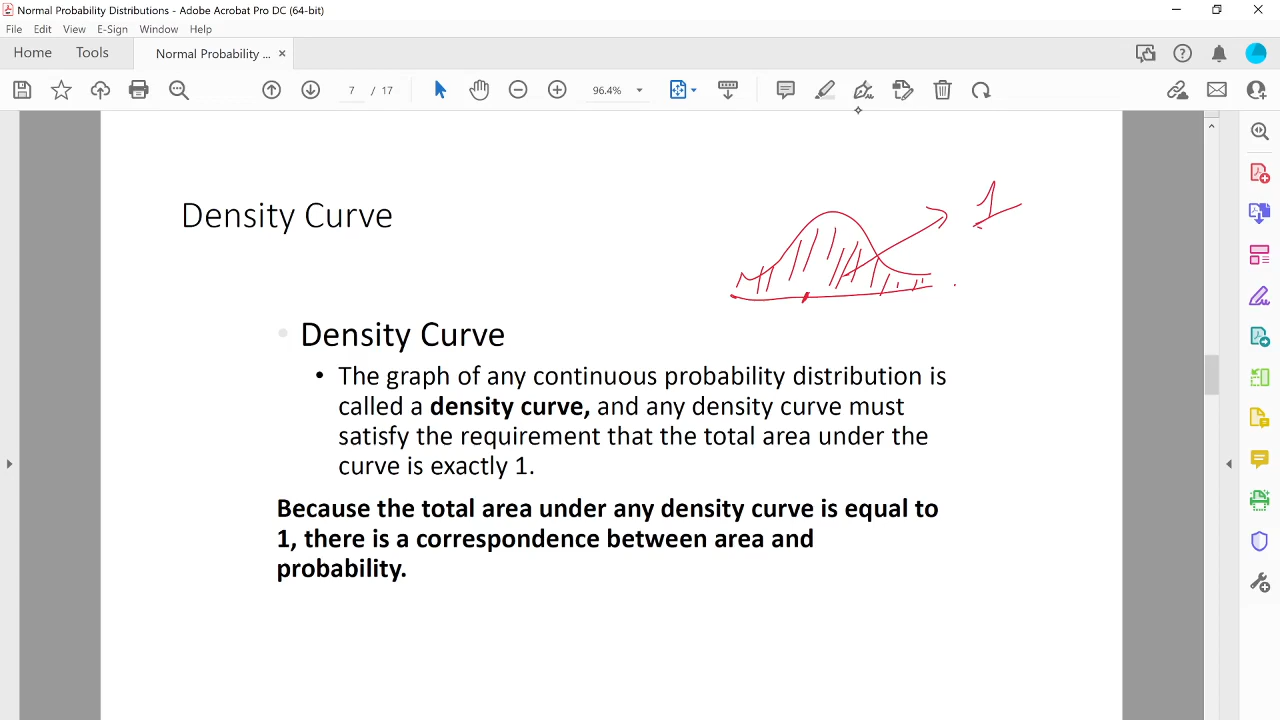 Normal Probability Distributions - Adobe Acrobat Pro DC (64-bit)
File Edit View E-Sign Window Help
Home Tools Normal Probability ... ×
7 / 17 96.4%
Density Curve
1
Density Curve
• The graph of any continuous probability distribution is
called a density curve, and any density curve must
satisfy the requirement that the total area under the
curve is exactly 1.
Because the total area under any density curve is equal to
1, there is a correspondence between area and
probability.